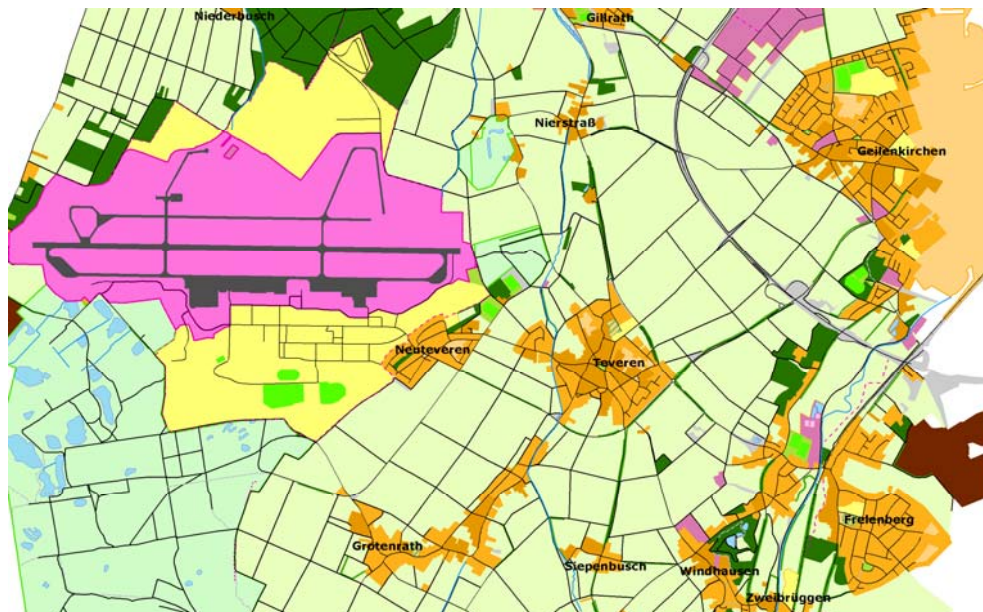 Niederbusch
Gillrath
Nierstraß
Geilenkirchen
Neuteveren
Teveren
Grotenrath
Siepenbusch
Windhausen
Frelenberg
Zweibrüggen